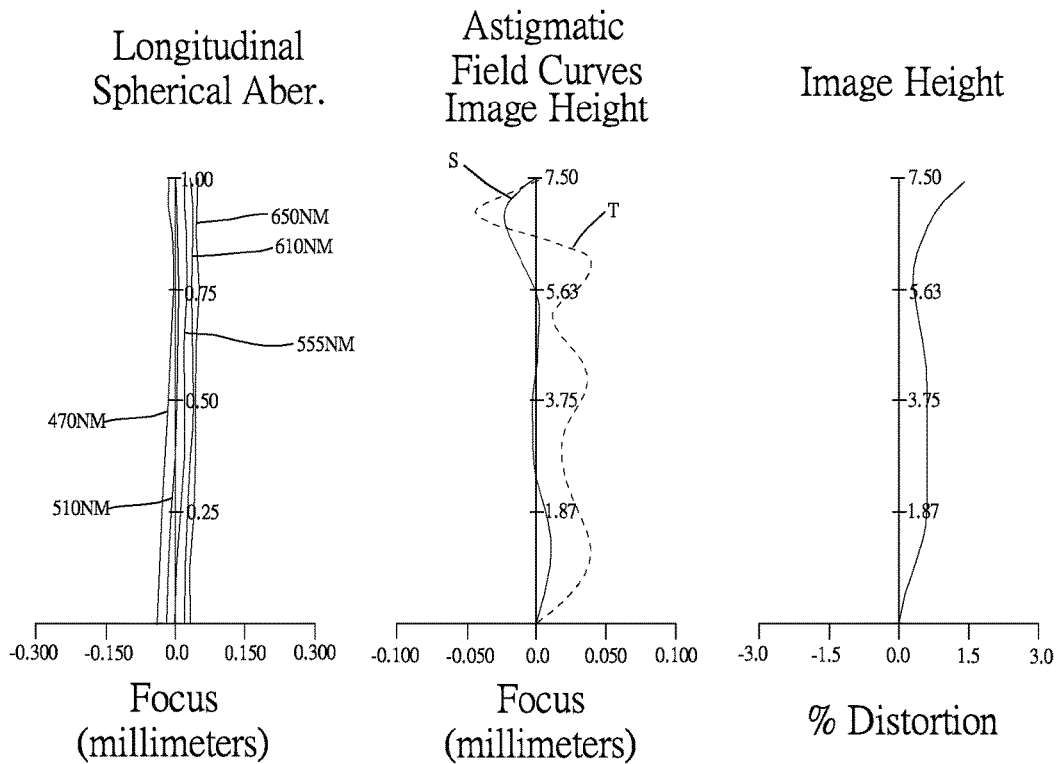 Longitudinal
Spherical Aber.
1.00
650NM
610NM
0.75
555NM
0.50
470NM
510NM
0.25
-0.300 -0.150 0.0 0.150 0.300
Focus
(millimeters)
Astigmatic
Field Curves
Image Height
S
7.50
T
5.63
3.75
1.87
-0.100 -0.050 0.0 0.050 0.100
Focus
(millimeters)
Image Height
7.50
5.63
3.75
1.87
-3.0 -1.5 0.0 1.5 3.0
% Distortion